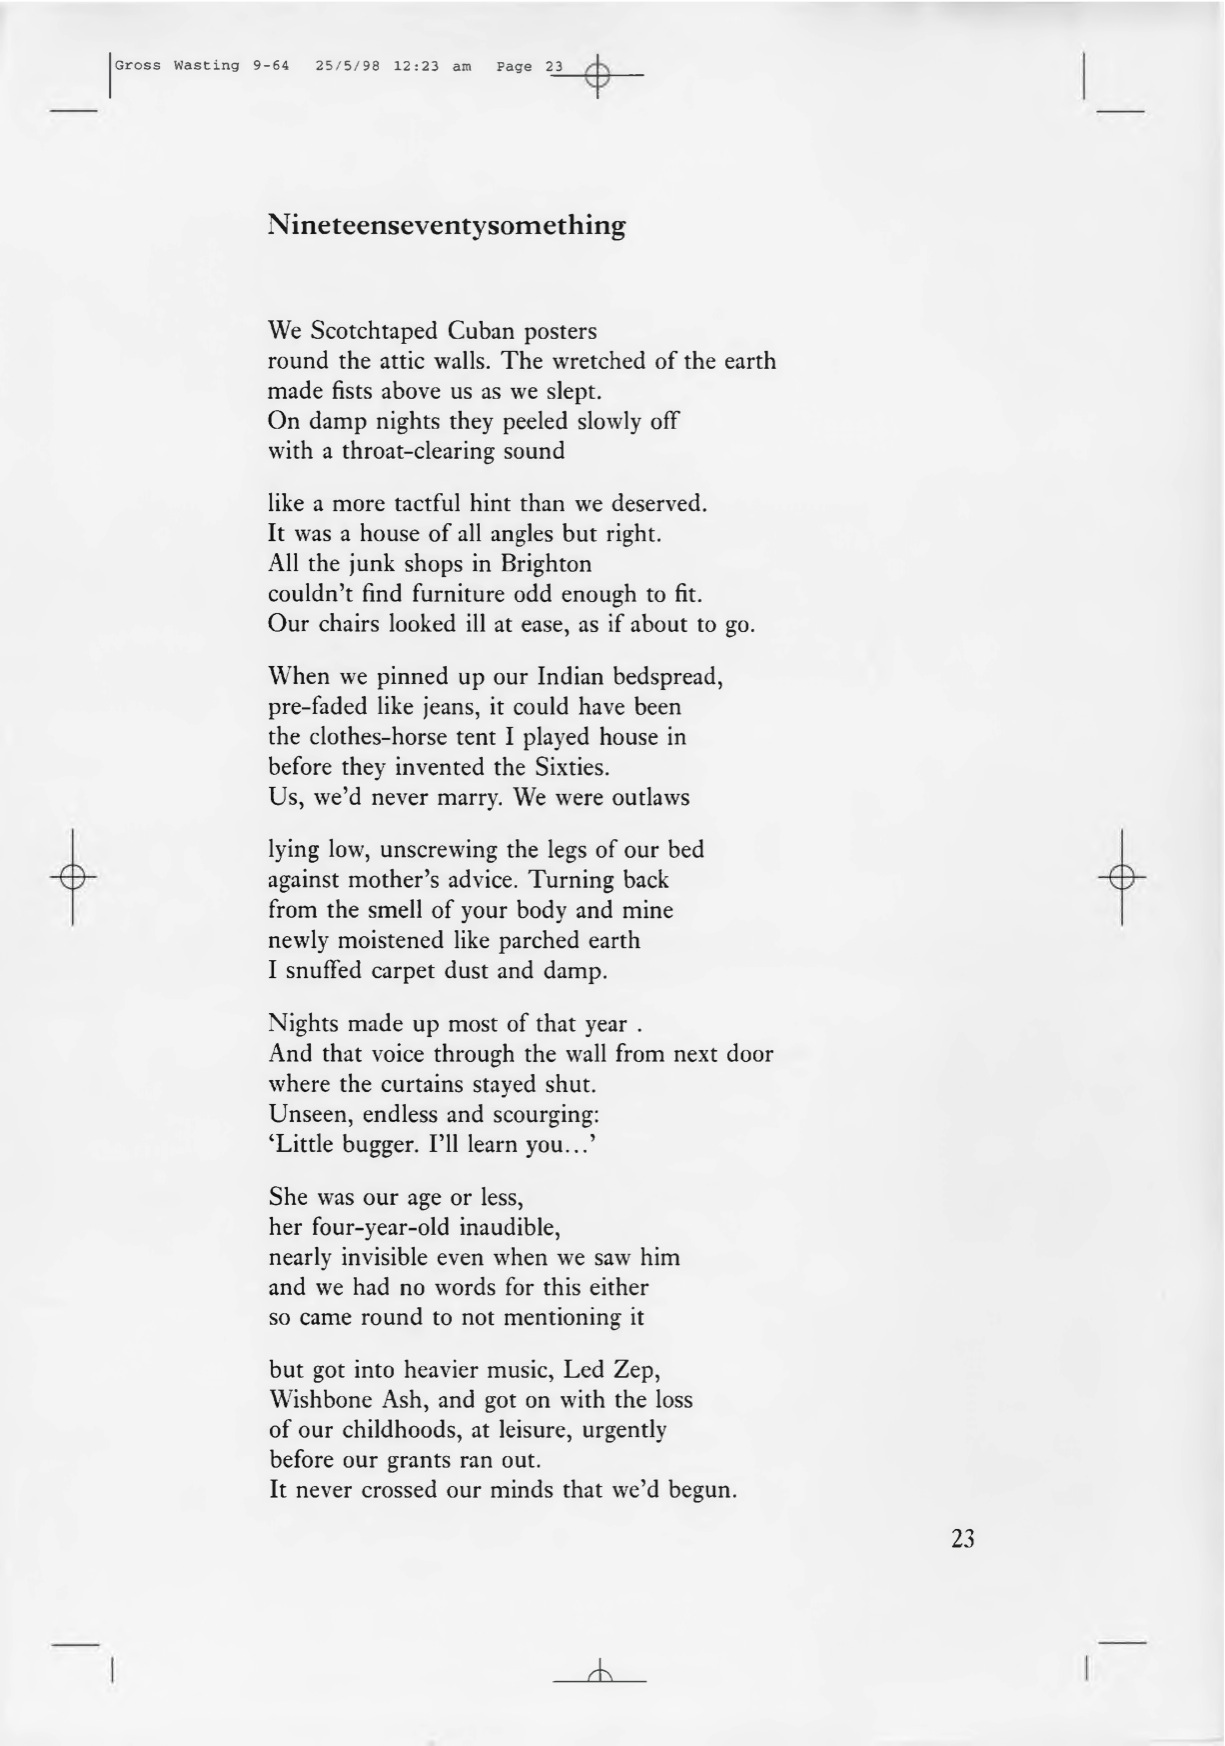 Gross Wasting 9-64 25/5/98 12:23 am Page 23
Nineteenseventysomething
We Scotchtaped Cuban posters
round the attic walls. The wretched of the earth
made fists above us as we slept.
On damp nights they peeled slowly off
with a throat-clearing sound
like a more tactful hint than we deserved.
It was a house of all angles but right.
All the junk shops in Brighton
couldn't find furniture odd enough to fit.
Our chairs looked ill at ease, as if about to go.
When we pinned up our Indian bedspread,
pre-faded like jeans, it could have been
the clothes-horse tent I played house in
before they invented the Sixties.
Us, we'd never marry. We were outlaws
lying low, unscrewing the legs of our bed
against mother's advice. Turning back
from the smell of your body and mine
newly moistened like parched earth
I snuffed carpet dust and damp.
Nights made up most of that year .
And that voice through the wall from next door
where the curtains stayed shut.
Unseen, endless and scourging:
‘Little bugger. I'll learn you...’
She was our age or less,
her four-year-old inaudible,
nearly invisible even when we saw him
and we had no words for this either
so came round to not mentioning it
but got into heavier music, Led Zep,
Wishbone Ash, and got on with the loss
of our childhoods, at leisure, urgently
before our grants ran out.
It never crossed our minds that we'd begun.
23